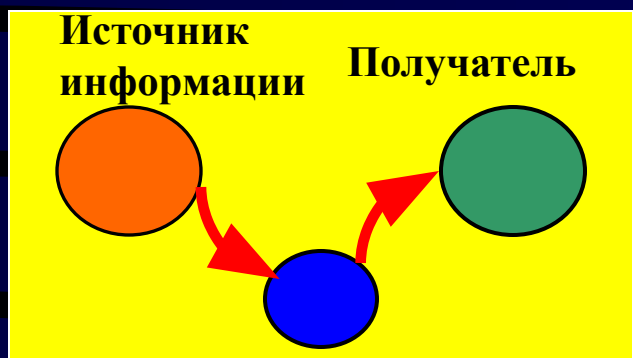 Источник
информации
Получатель